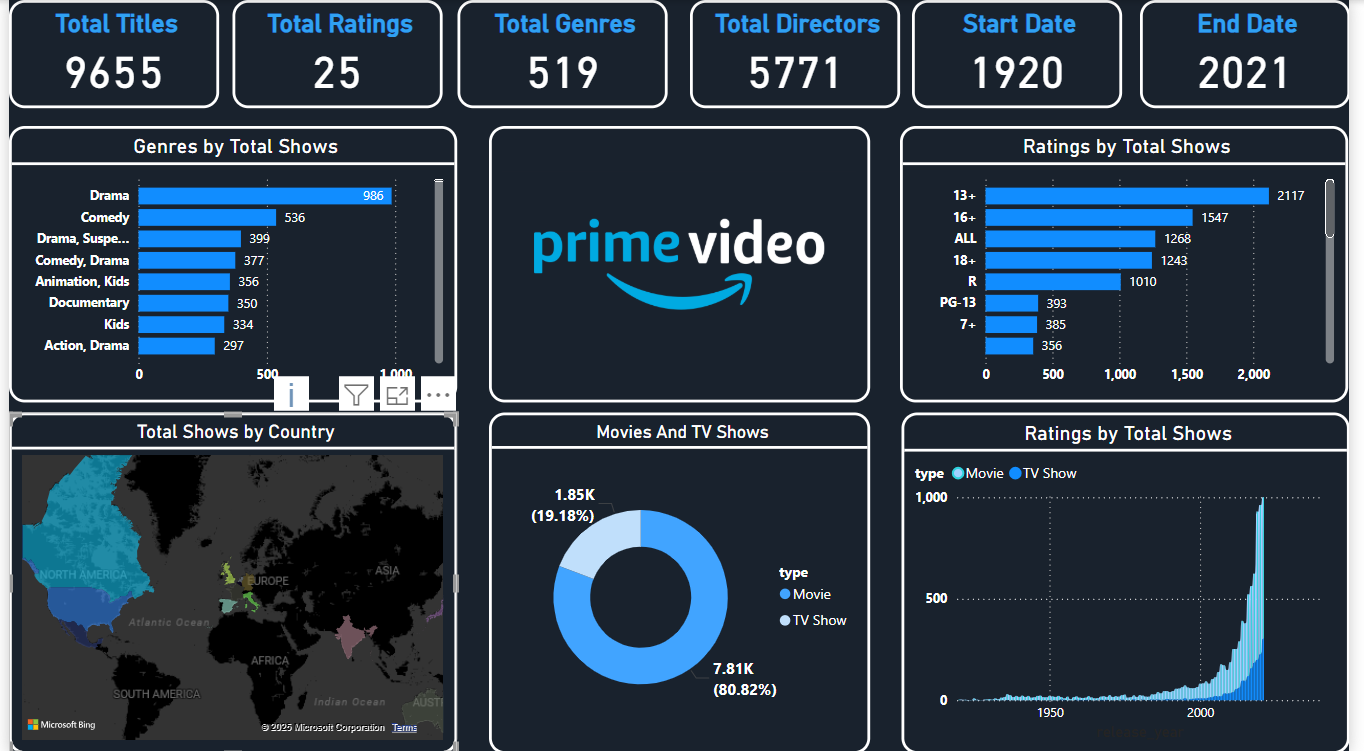 Total Titles
9655
Total Ratings
25
Total Genres
519
Total Directors
5771
Start Date
1920
End Date
2021
Genres by Total Shows
Drama 986
Comedy 536
Drama, Suspe... 399
Comedy, Drama 377
Animation, Kids 356
Documentary 350
Kids 334
Action, Drama 297
0 500 1,000
prime video
Ratings by Total Shows
13+ 2117
16+ 1547
ALL 1268
18+ 1243
R 1010
PG-13 393
7+ 385
356
0 500 1,000 1,500 2,000
Total Shows by Country
NORTH AMERICA
EUROPE
ASIA
Atlantic Ocean
AFRICA
SOUTH AMERICA
Indian Ocean
AUST
Microsoft Bing
© 2025 Microsoft Corporation Terms
Movies And TV Shows
1.85K
(19.18%)
type
Movie
TV Show
7.81K
(80.82%)
Ratings by Total Shows
type Movie TV Show
1,000
500
0
1950 2000